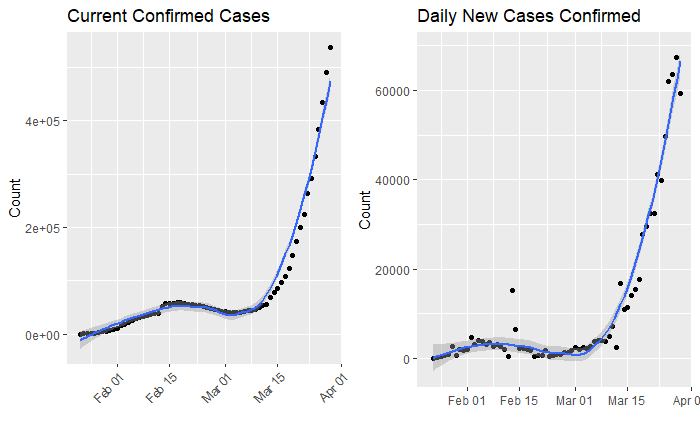 Current Confirmed Cases
Count
4e+05
2e+05
0e+00
Feb 01
Feb 15
Mar 01
Mar 15
Apr 01
Daily New Cases Confirmed
Count
60000
40000
20000
0
Feb 01
Feb 15
Mar 01
Mar 15
Apr 0